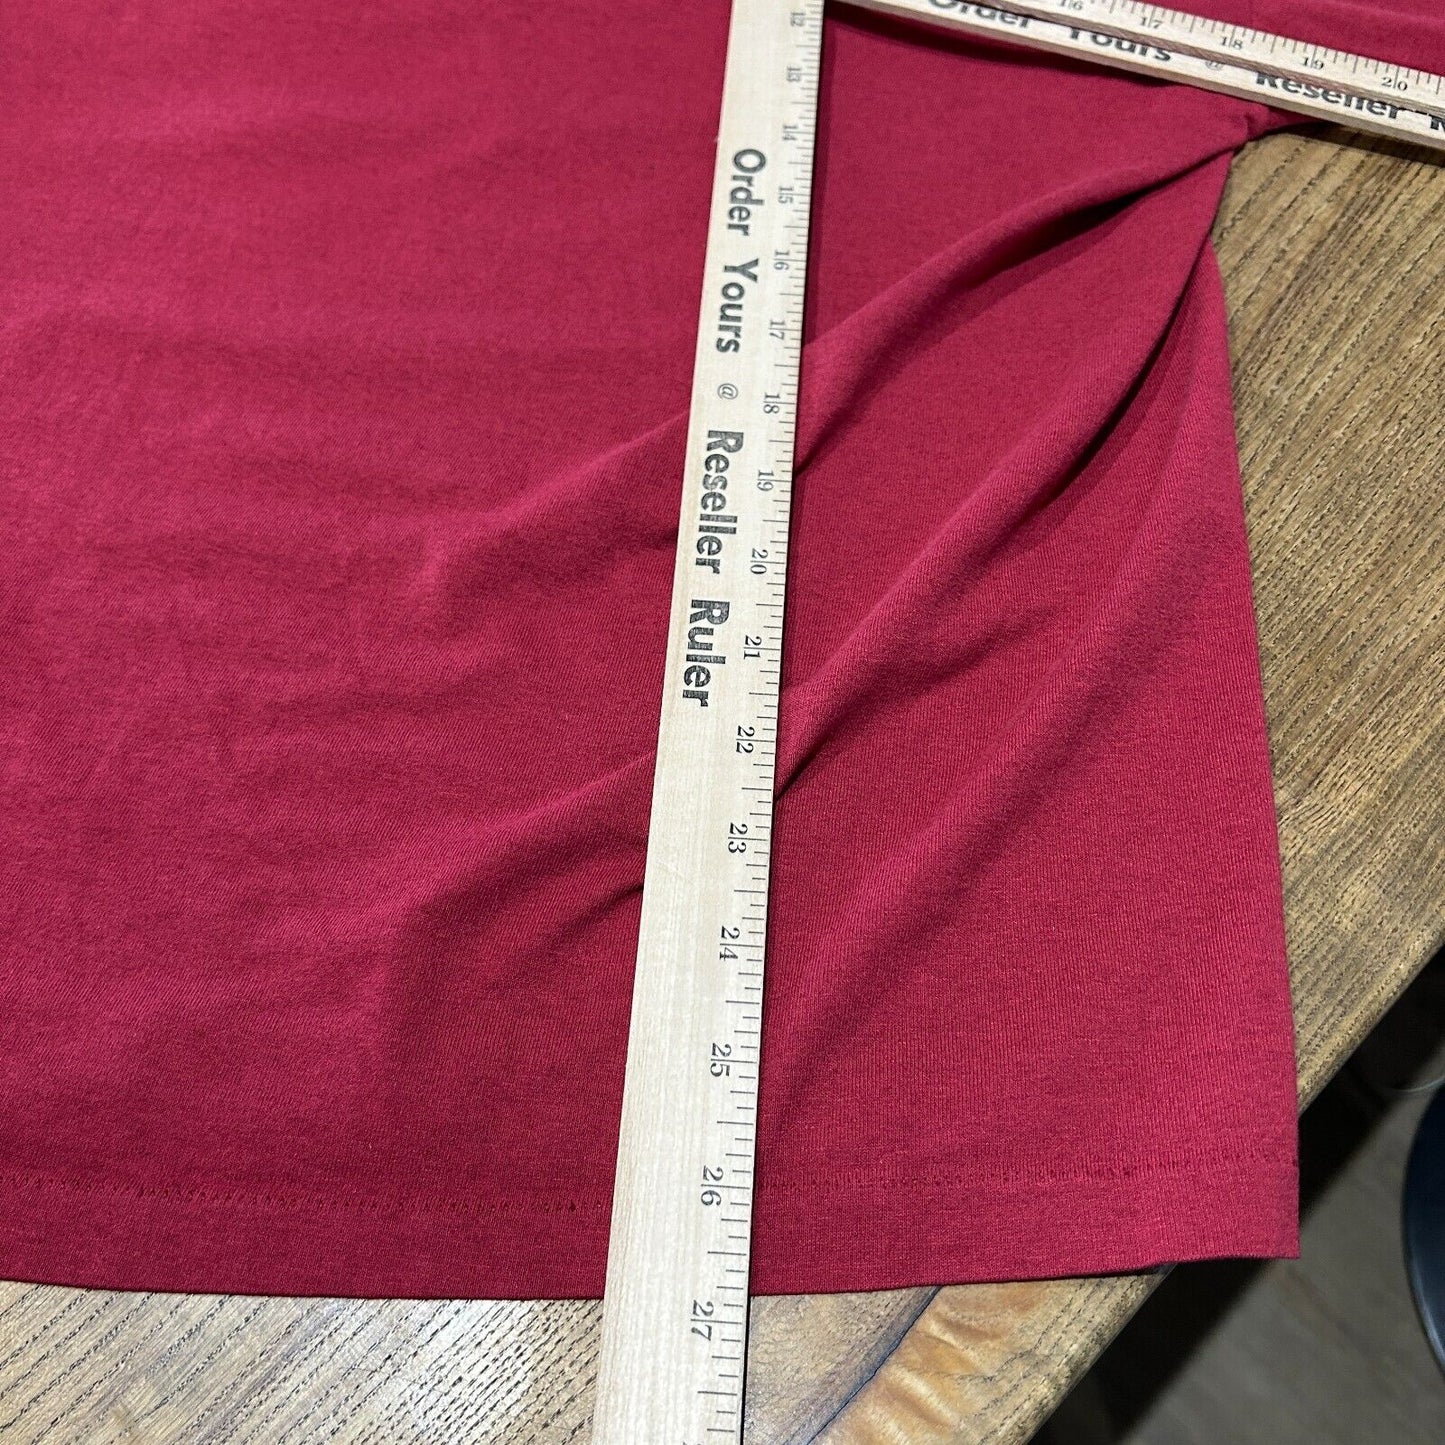 16 17 18 19 20
Order Yours @ Reseller
12 13 14 15 16 17 18 19 20 21 22 23 24 25 26 27
Order Yours @ Reseller Ruler